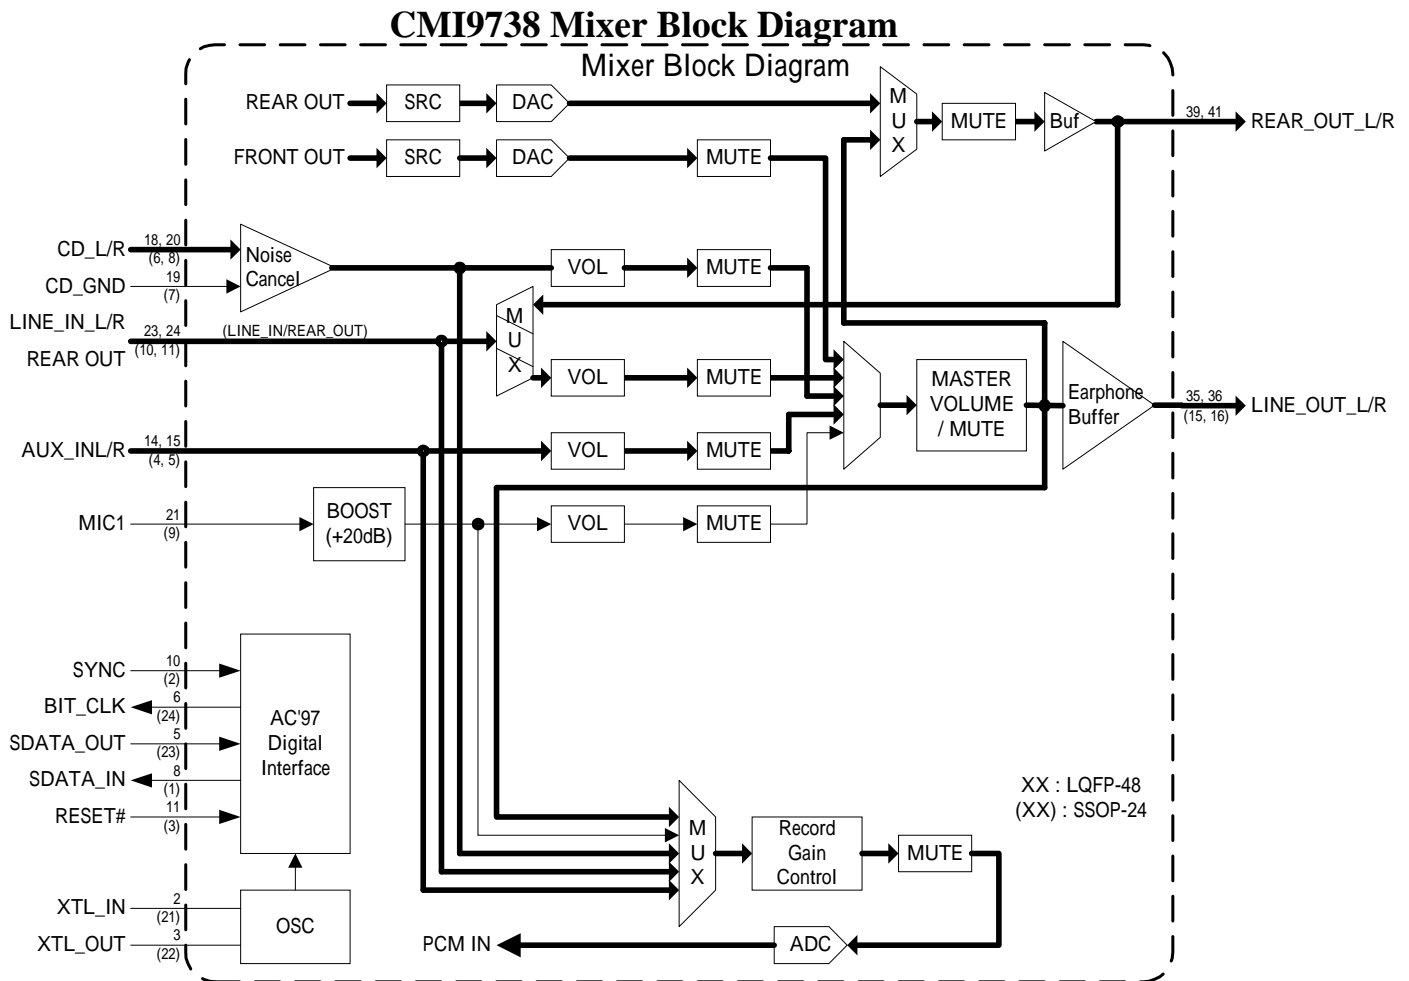 CMI9738 Mixer Block Diagram
Mixer Block Diagram
REAR OUT
SRC
DAC
M
U
X
MUTE
Buf
39, 41
REAR_OUT_L/R
FRONT OUT
SRC
DAC
MUTE
CD_L/R
18, 20
(6, 8)
CD_GND
19
(7)
Noise
Cancel
VOL
MUTE
LINE_IN_L/R
REAR OUT
23, 24
(10, 11)
(LINE_IN/REAR_OUT)
M
U
X
VOL
MUTE
MASTER
VOLUME
/ MUTE
Earphone
Buffer
35, 36
(15, 16)
LINE_OUT_L/R
AUX_INL/R
14, 15
(4, 5)
VOL
MUTE
MIC1
21
(9)
BOOST
(+20dB)
VOL
MUTE
SYNC
10
(2)
BIT_CLK
6
(24)
SDATA_OUT
5
(23)
SDATA_IN
8
(1)
RESET#
11
(3)
AC'97
Digital
Interface
XTL_IN
2
(21)
XTL_OUT
3
(22)
OSC
M
U
X
Record
Gain
Control
MUTE
ADC
PCM IN
XX : LQFP-48
(XX) : SSOP-24